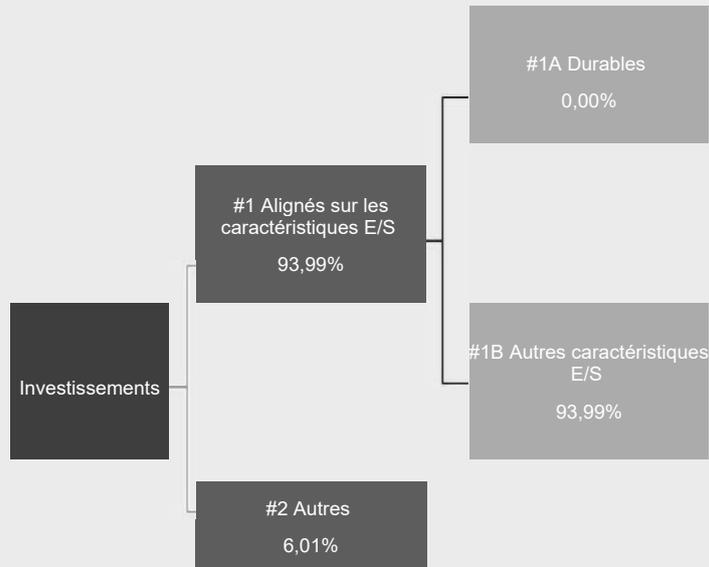 #1A Durables
0,00%
#1 Alignés sur les
caractéristiques E/S
93,99%
#1B Autres caractéristiques
E/S
93,99%
Investissements
#2 Autres
6,01%